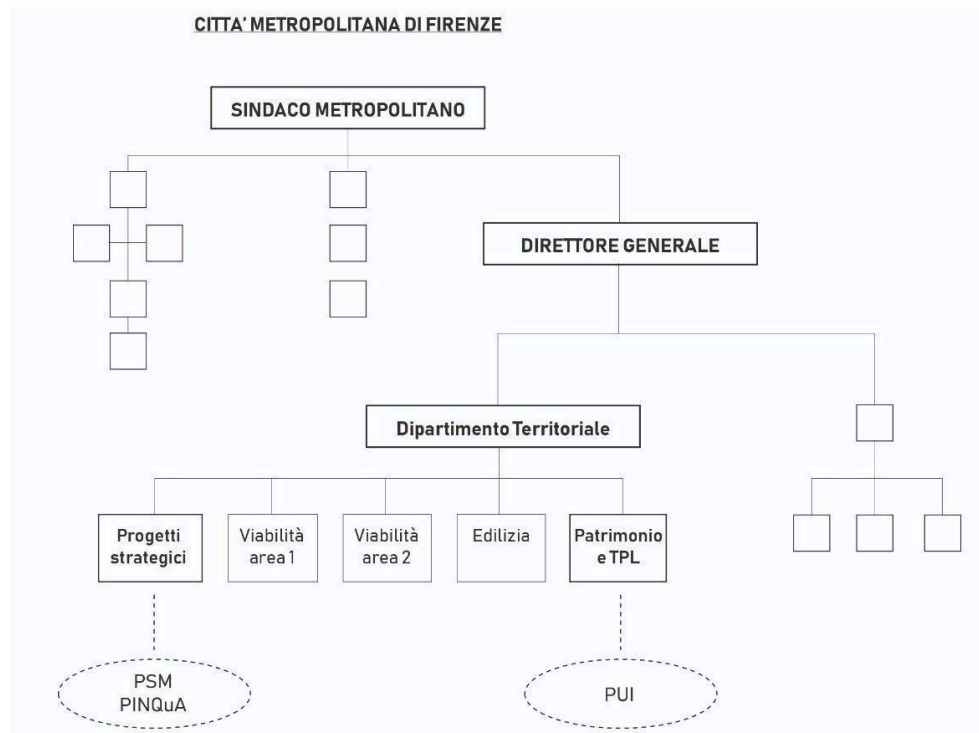 CITTA' METROPOLITANA DI FIRENZE
SINDACO METROPOLITANO
DIRETTORE GENERALE
Dipartimento Territoriale
Progetti
strategici
Viabilità
area 1
Viabilità
area 2
Edilizia
Patrimonio
e TPL
PSM
PINQuA
PUI